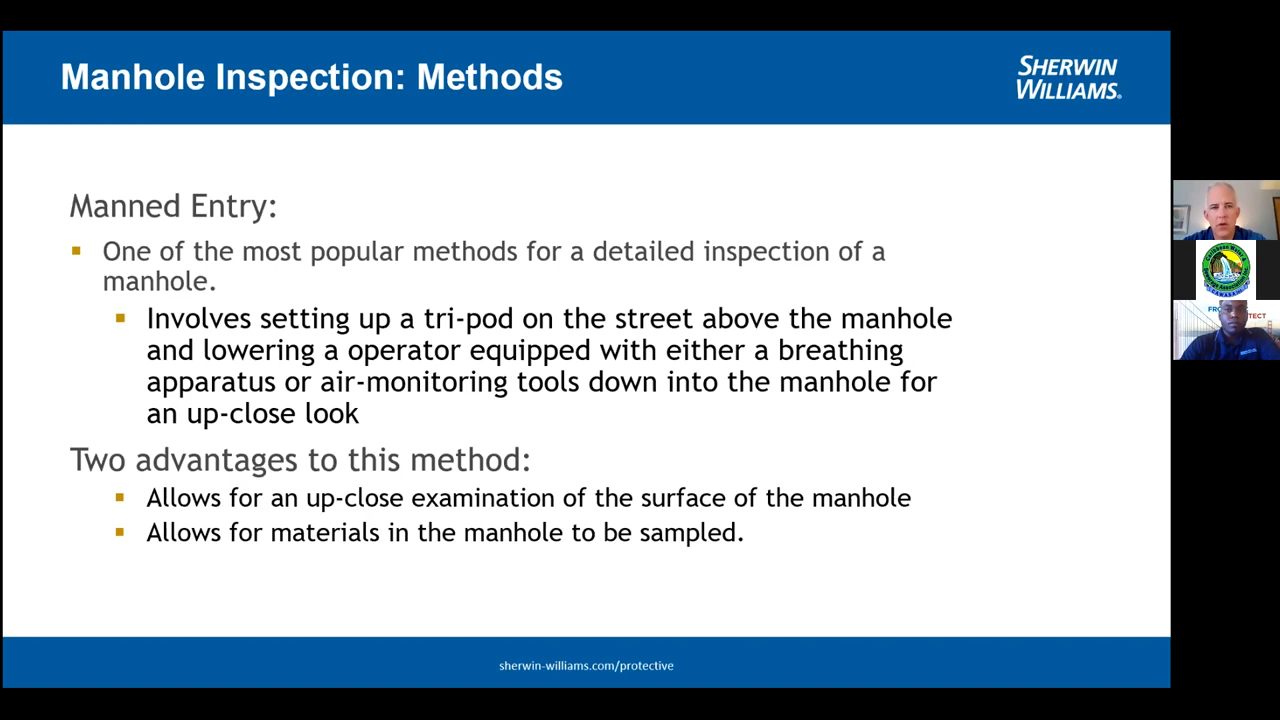 Manhole Inspection: Methods
SHERWIN
WILLIAMS.
Manned Entry:
One of the most popular methods for a detailed inspection of a
manhole.
Involves setting up a tri-pod on the street above the manhole
and lowering a operator equipped with either a breathing
apparatus or air-monitoring tools down into the manhole for
an up-close look
Two advantages to this method:
Allows for an up-close examination of the surface of the manhole
Allows for materials in the manhole to be sampled.
sherwin-williams.com/protective